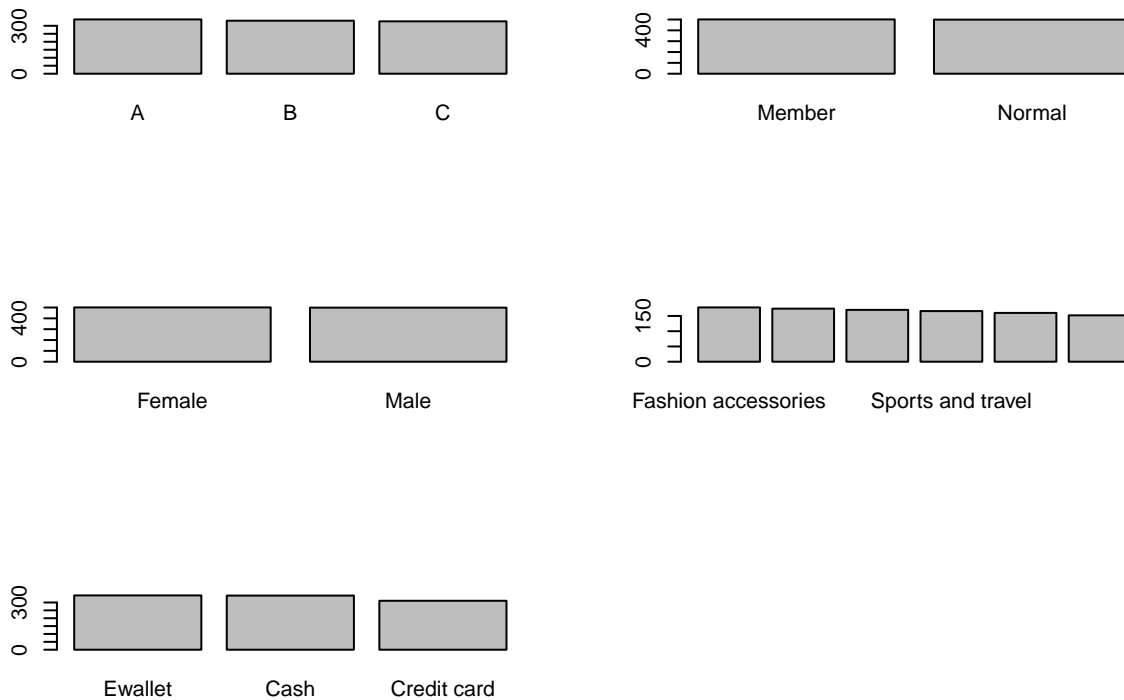 300
0
A B C
400
0
Member Normal
400
0
Female Male
150
0
Fashion accessories Sports and travel
300
0
Ewallet Cash Credit card